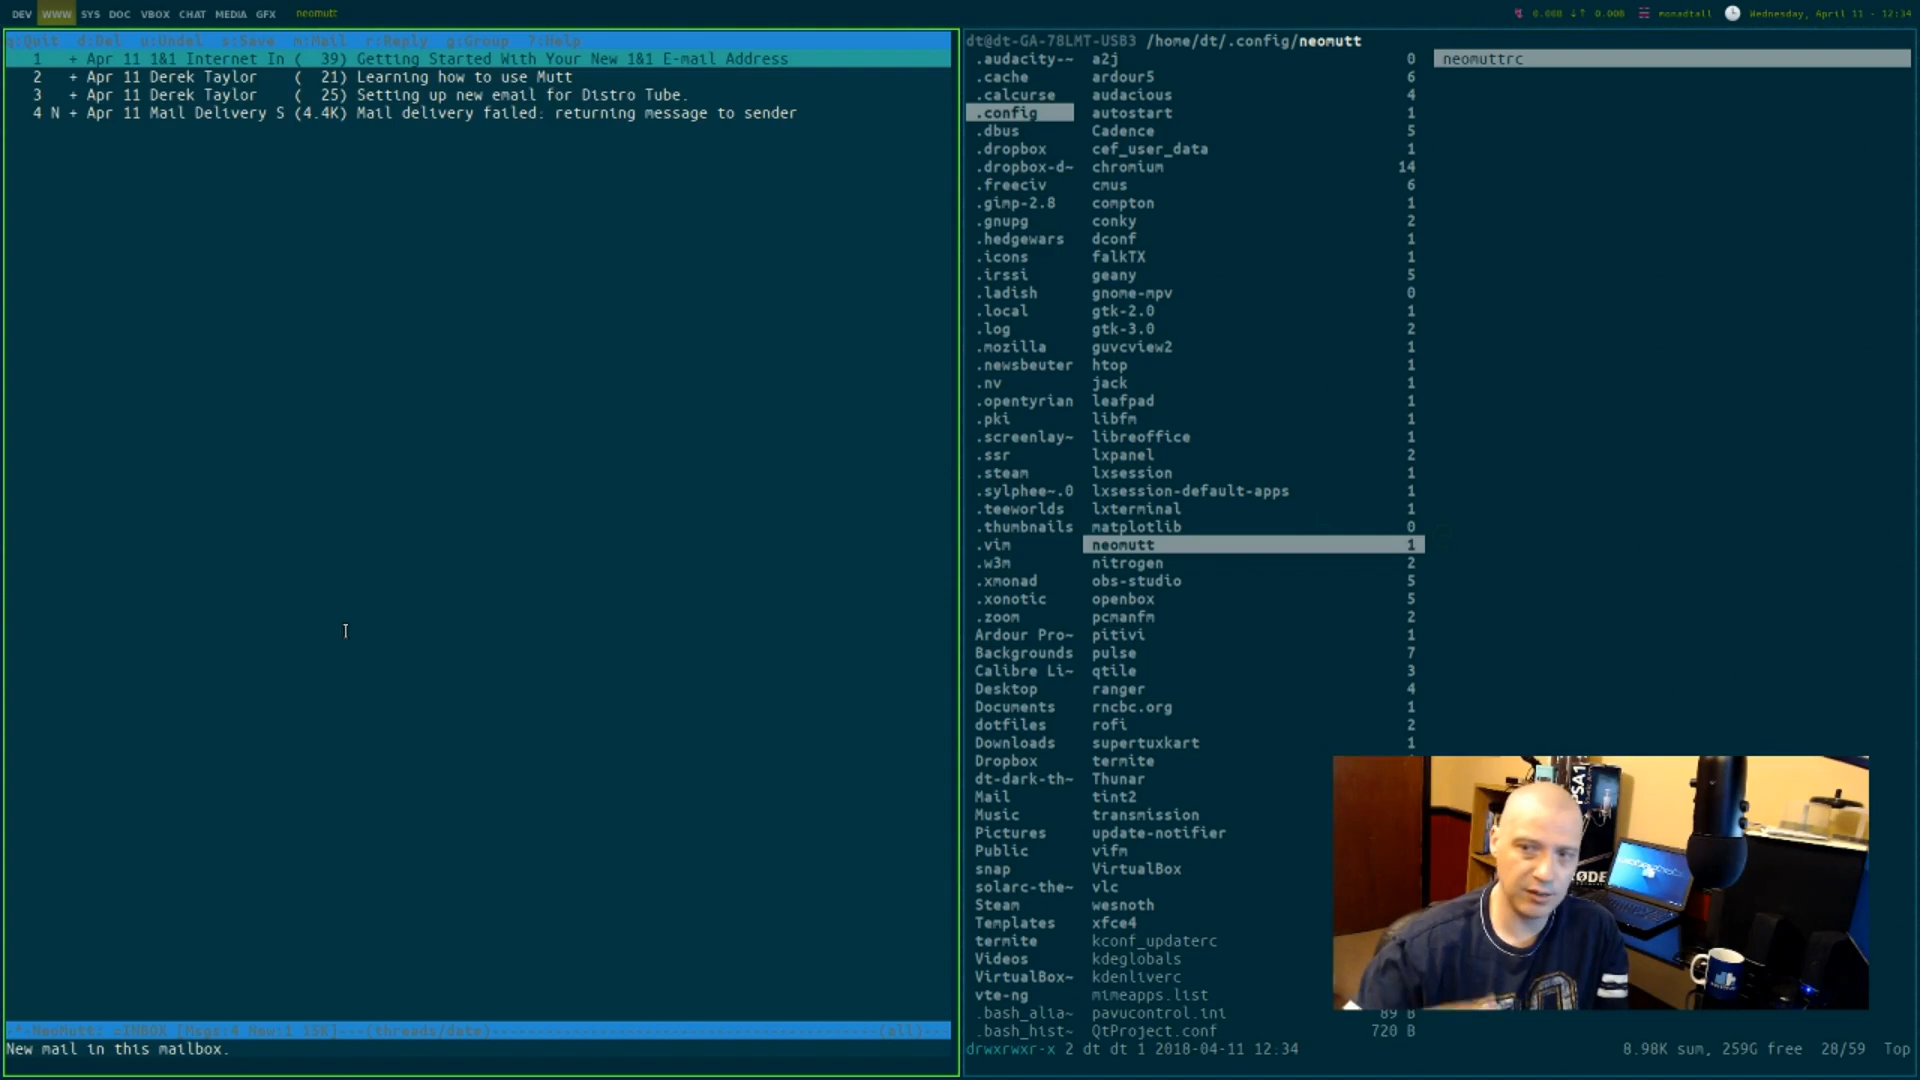 DEV WWW SYS DOC VBOX CHAT MEDIA GFX neomutt
0.008 ↓↑ 0.008 monadtall Wednesday, April 11 - 12:34
q:Quit d:Del u:Undel s:Save m:Mail r:Reply g:Group ?:Help
1 + Apr 11 1&1 Internet In ( 39) Getting Started With Your New 1&1 E-mail Address
2 + Apr 11 Derek Taylor ( 21) Learning how to use Mutt
3 + Apr 11 Derek Taylor ( 25) Setting up new email for Distro Tube.
4 N + Apr 11 Mail Delivery S (4.4K) Mail delivery failed: returning message to sender
-*-NeoMutt: =INBOX [Msgs:4 New:1 15K]---(threads/date)---(all)---
New mail in this mailbox.
dt@dt-GA-78LMT-USB3 /home/dt/.config/neomutt
.audacity-~ a2j 0 neomuttrc
.cache ardour5 6
.calcurse audacious 4
.config autostart 1
.dbus Cadence 5
.dropbox cef_user_data 1
.dropbox-d~ chromium 14
.freeciv cmus 6
.gimp-2.8 compton 1
.gnupg conky 2
.hedgewars dconf 1
.icons falkTX 1
.irssi geany 5
.ladish gnome-mpv 0
.local gtk-2.0 1
.log gtk-3.0 2
.mozilla guvcview2 1
.newsbeuter htop 1
.nv jack 1
.opentyrian leafpad 1
.pki libfm 1
.screenlay~ libreoffice 1
.ssr lxpanel 2
.steam lxsession 1
.sylphee~.0 lxsession-default-apps 1
.teeworlds lxterminal 1
.thumbnails matplotlib 0
.vim neomutt 1
.w3m nitrogen 2
.xmonad obs-studio 5
.xonotic openbox 5
.zoom pcmanfm 2
Ardour Pro~ pitivi 1
Backgrounds pulse 7
Calibre Li~ qtile 3
Desktop ranger 4
Documents rncbc.org 1
dotfiles rofi 2
Downloads supertuxkart 1
Dropbox termite
dt-dark-th~ Thunar
Mail tint2
Music transmission
Pictures update-notifier
Public vifm
snap VirtualBox
solarc-the~ vlc
Steam wesnoth
Templates xfce4
termite kconf_updaterc
Videos kdeglobals
VirtualBox~ kdenliverc
vte-ng mimeapps.list
.bash_alia~ pavucontrol.ini 89 B
.bash_hist~ QtProject.conf 720 B
drwxrwxr-x 2 dt dt 1 2018-04-11 12:34 8.98K sum, 259G free 28/59 Top
PSA1
RØDE